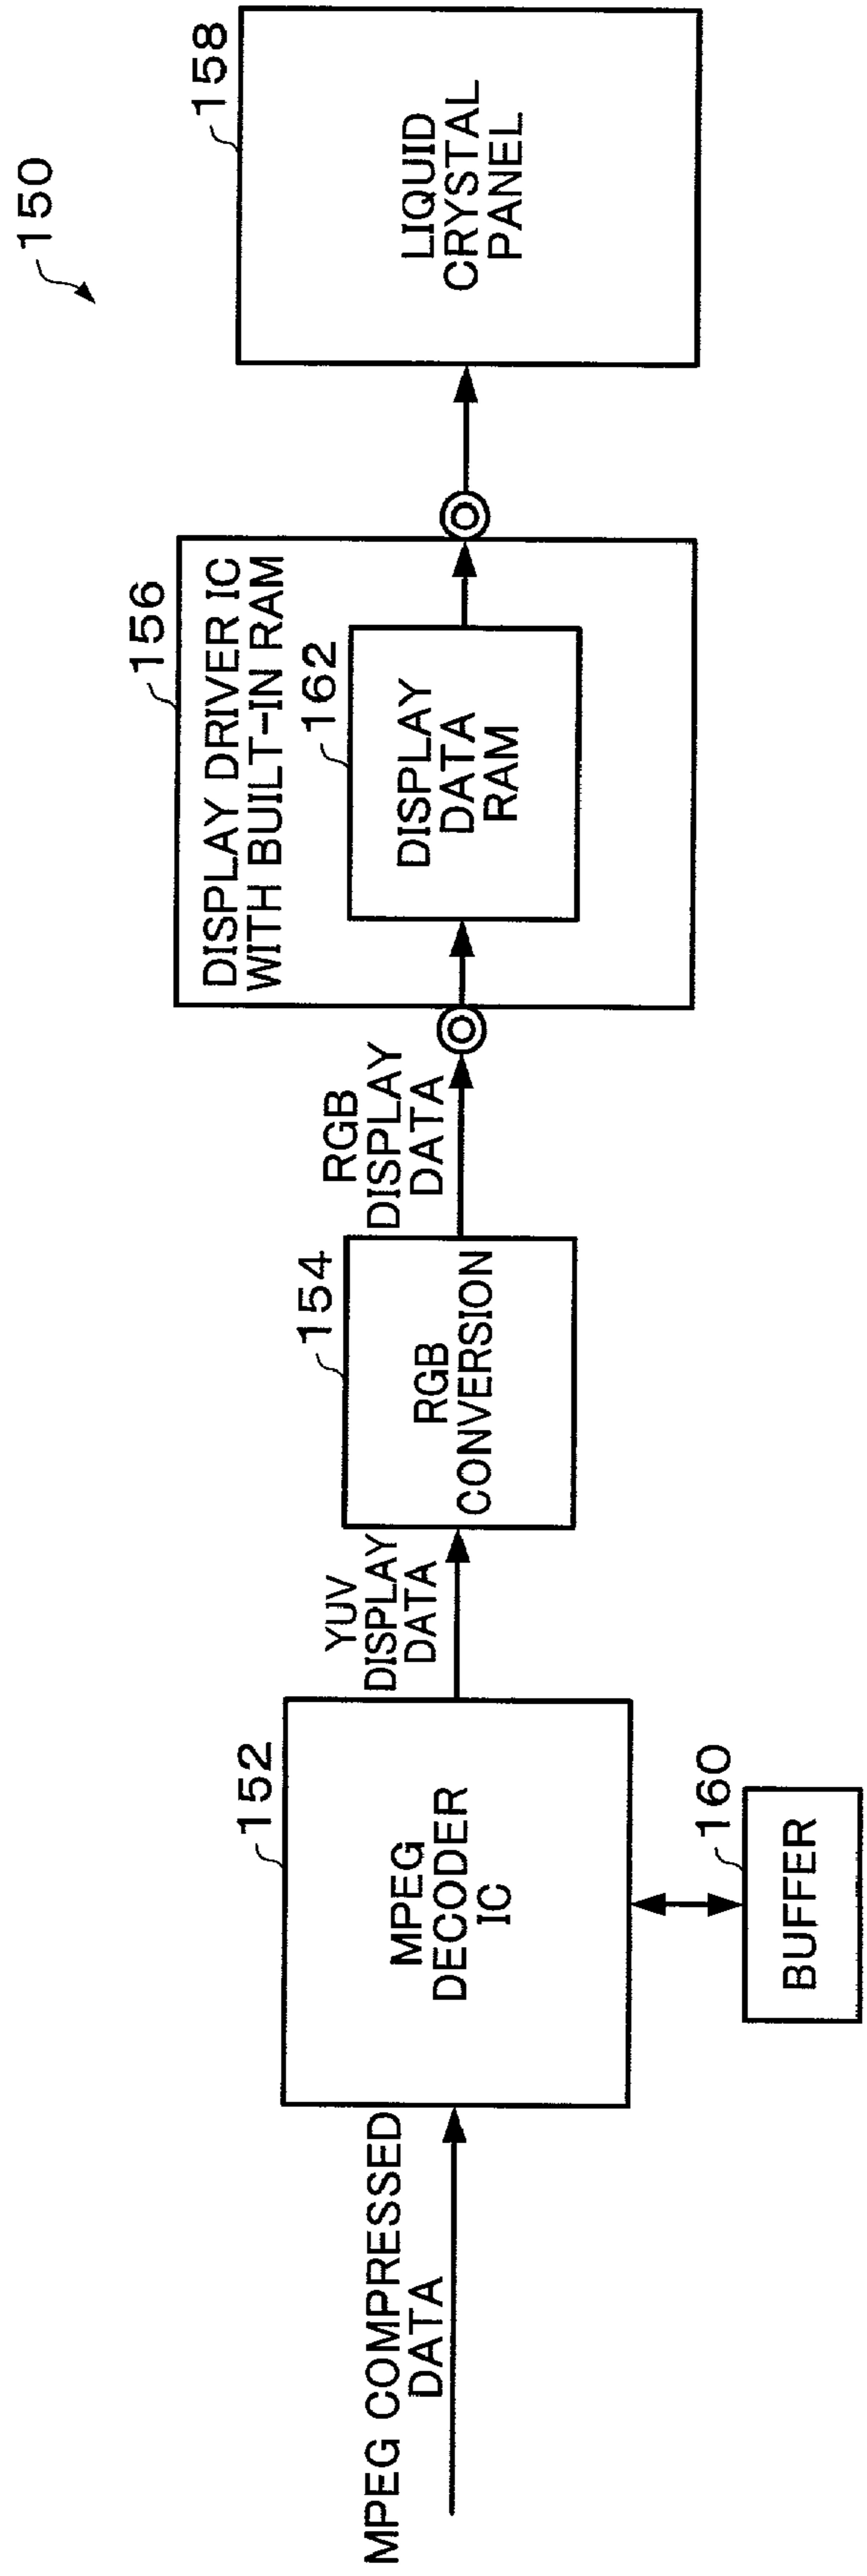 150
MPEG COMPRESSED
DATA
152
MPEG
DECODER
IC
160
BUFFER
YUV
DISPLAY
DATA
154
RGB
CONVERSION
RGB
DISPLAY
DATA
156
DISPLAY DRIVER IC
WITH BUILT-IN RAM
162
DISPLAY
DATA
RAM
158
LIQUID
CRYSTAL
PANEL